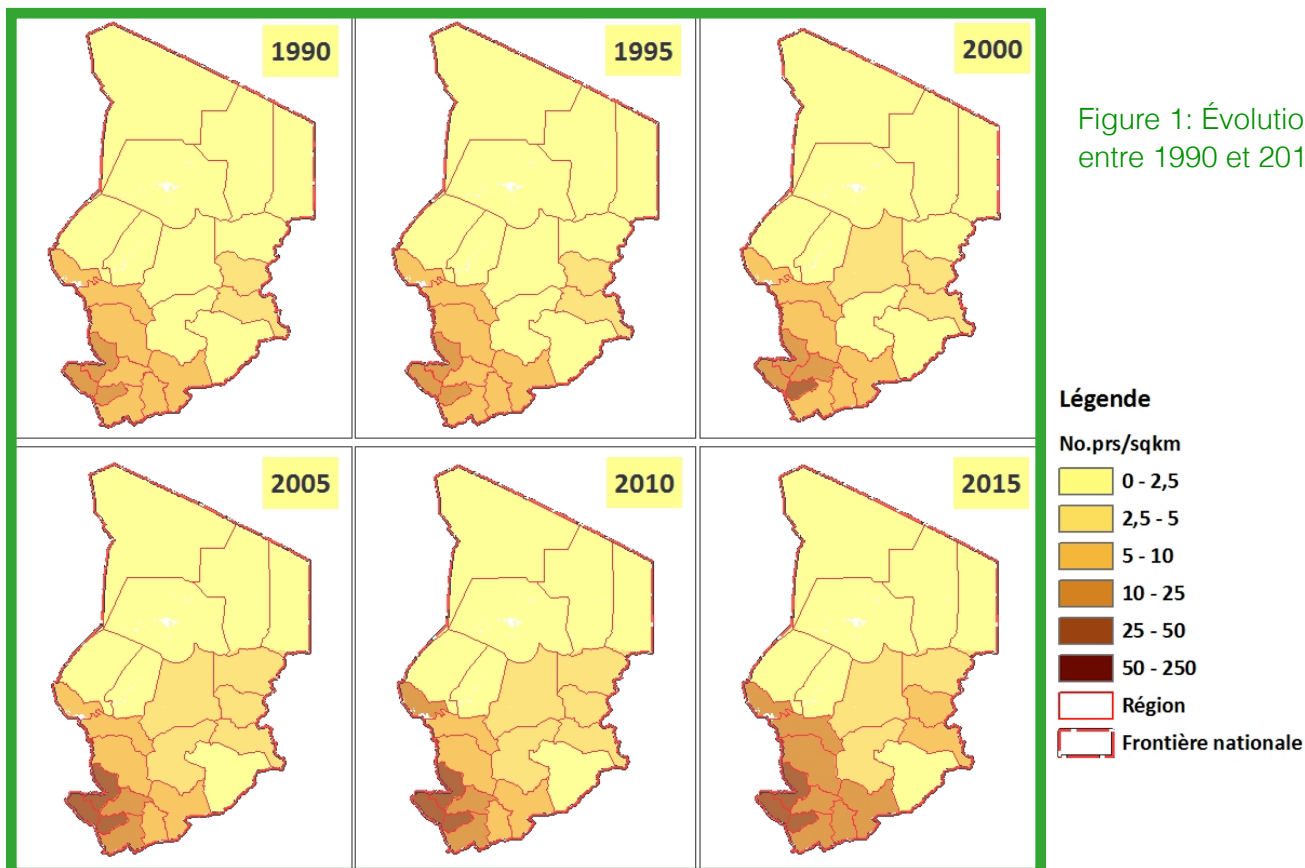 1990
1995
2000
Figure 1: Évolutio
entre 1990 et 201
2005
2010
2015
Légende
No.prs/sqkm
0 - 2,5
2,5 - 5
5 - 10
10 - 25
25 - 50
50 - 250
Région
Frontière nationale